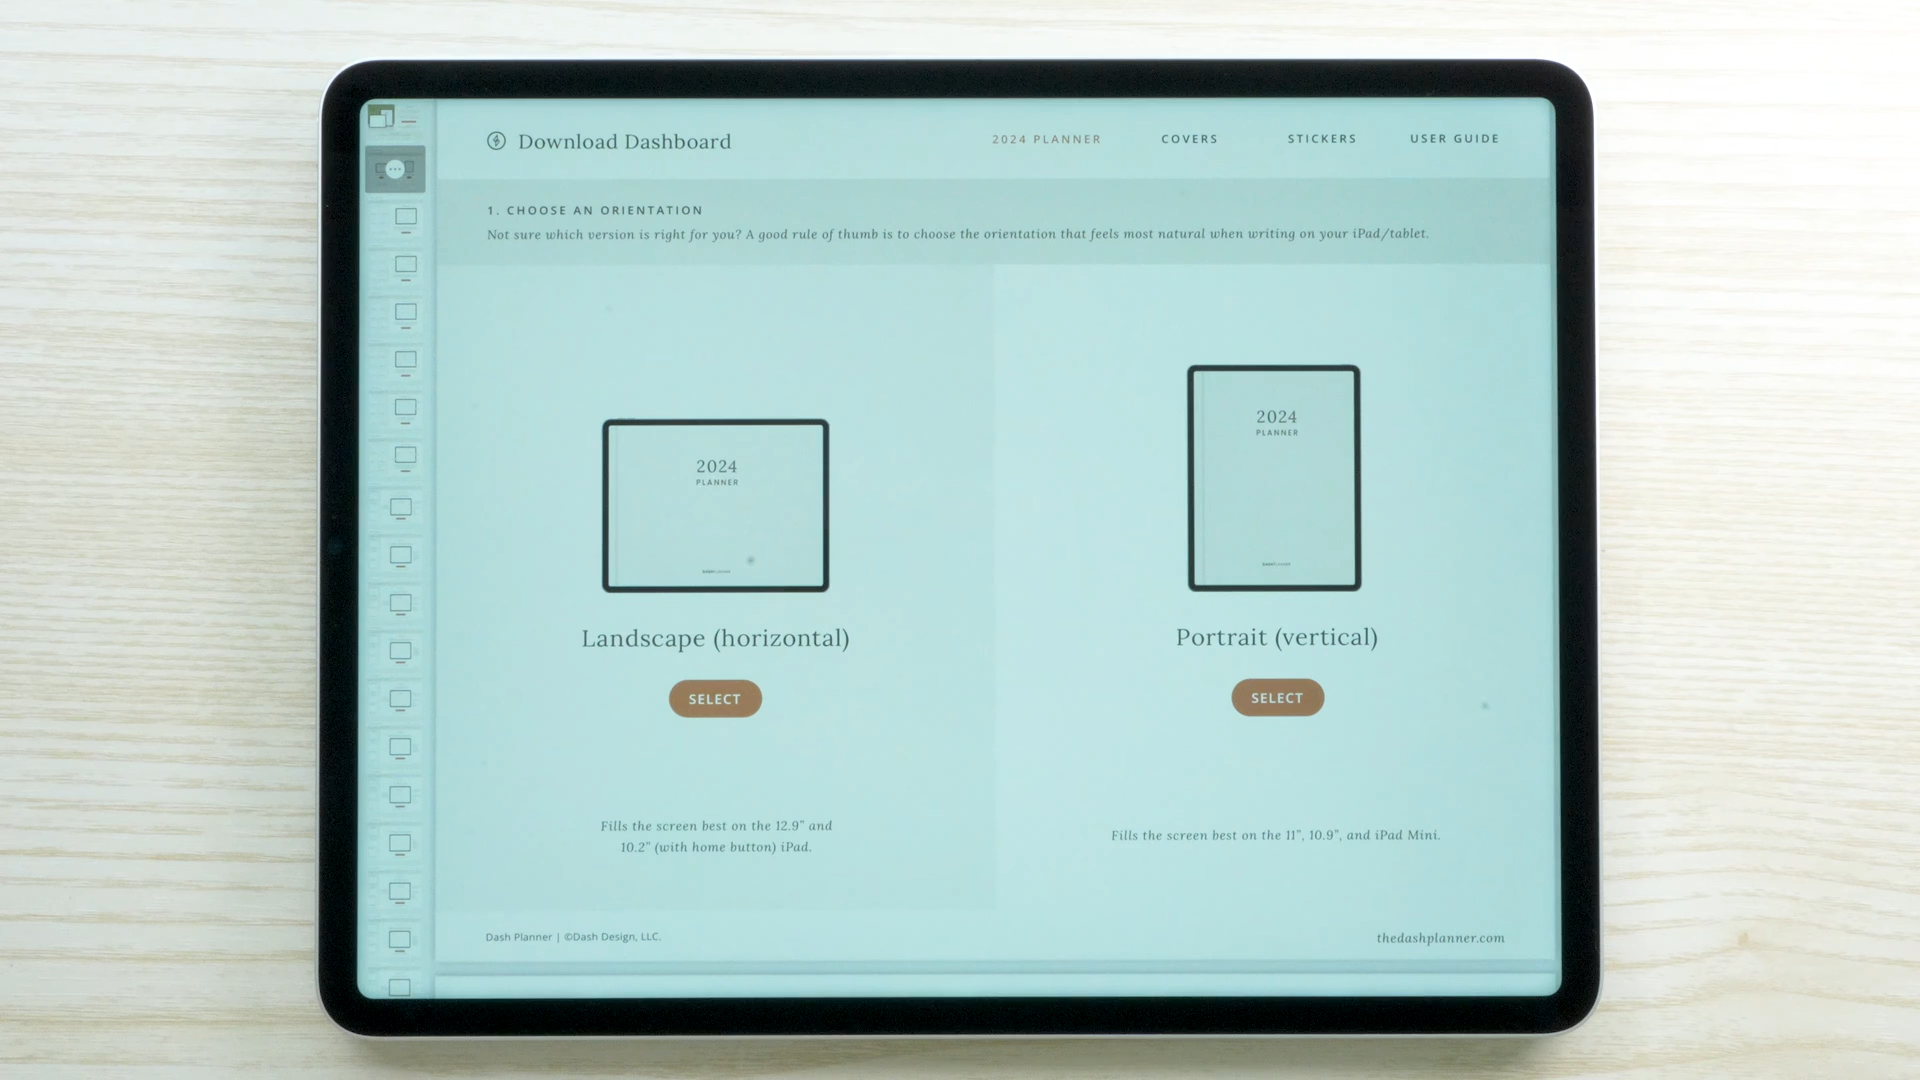 Download Dashboard
2024 PLANNER
COVERS
STICKERS
USER GUIDE
1. CHOOSE AN ORIENTATION
Not sure which version is right for you? A good rule of thumb is to choose the orientation that feels most natural when writing on your iPad/tablet.
2024
PLANNER
Landscape (horizontal)
SELECT
Fills the screen best on the 12.9" and
10.2" (with home button) iPad.
2024
PLANNER
Portrait (vertical)
SELECT
Fills the screen best on the 11", 10.9", and iPad Mini.
Dash Planner | ©Dash Design, LLC.
thedashplanner.com